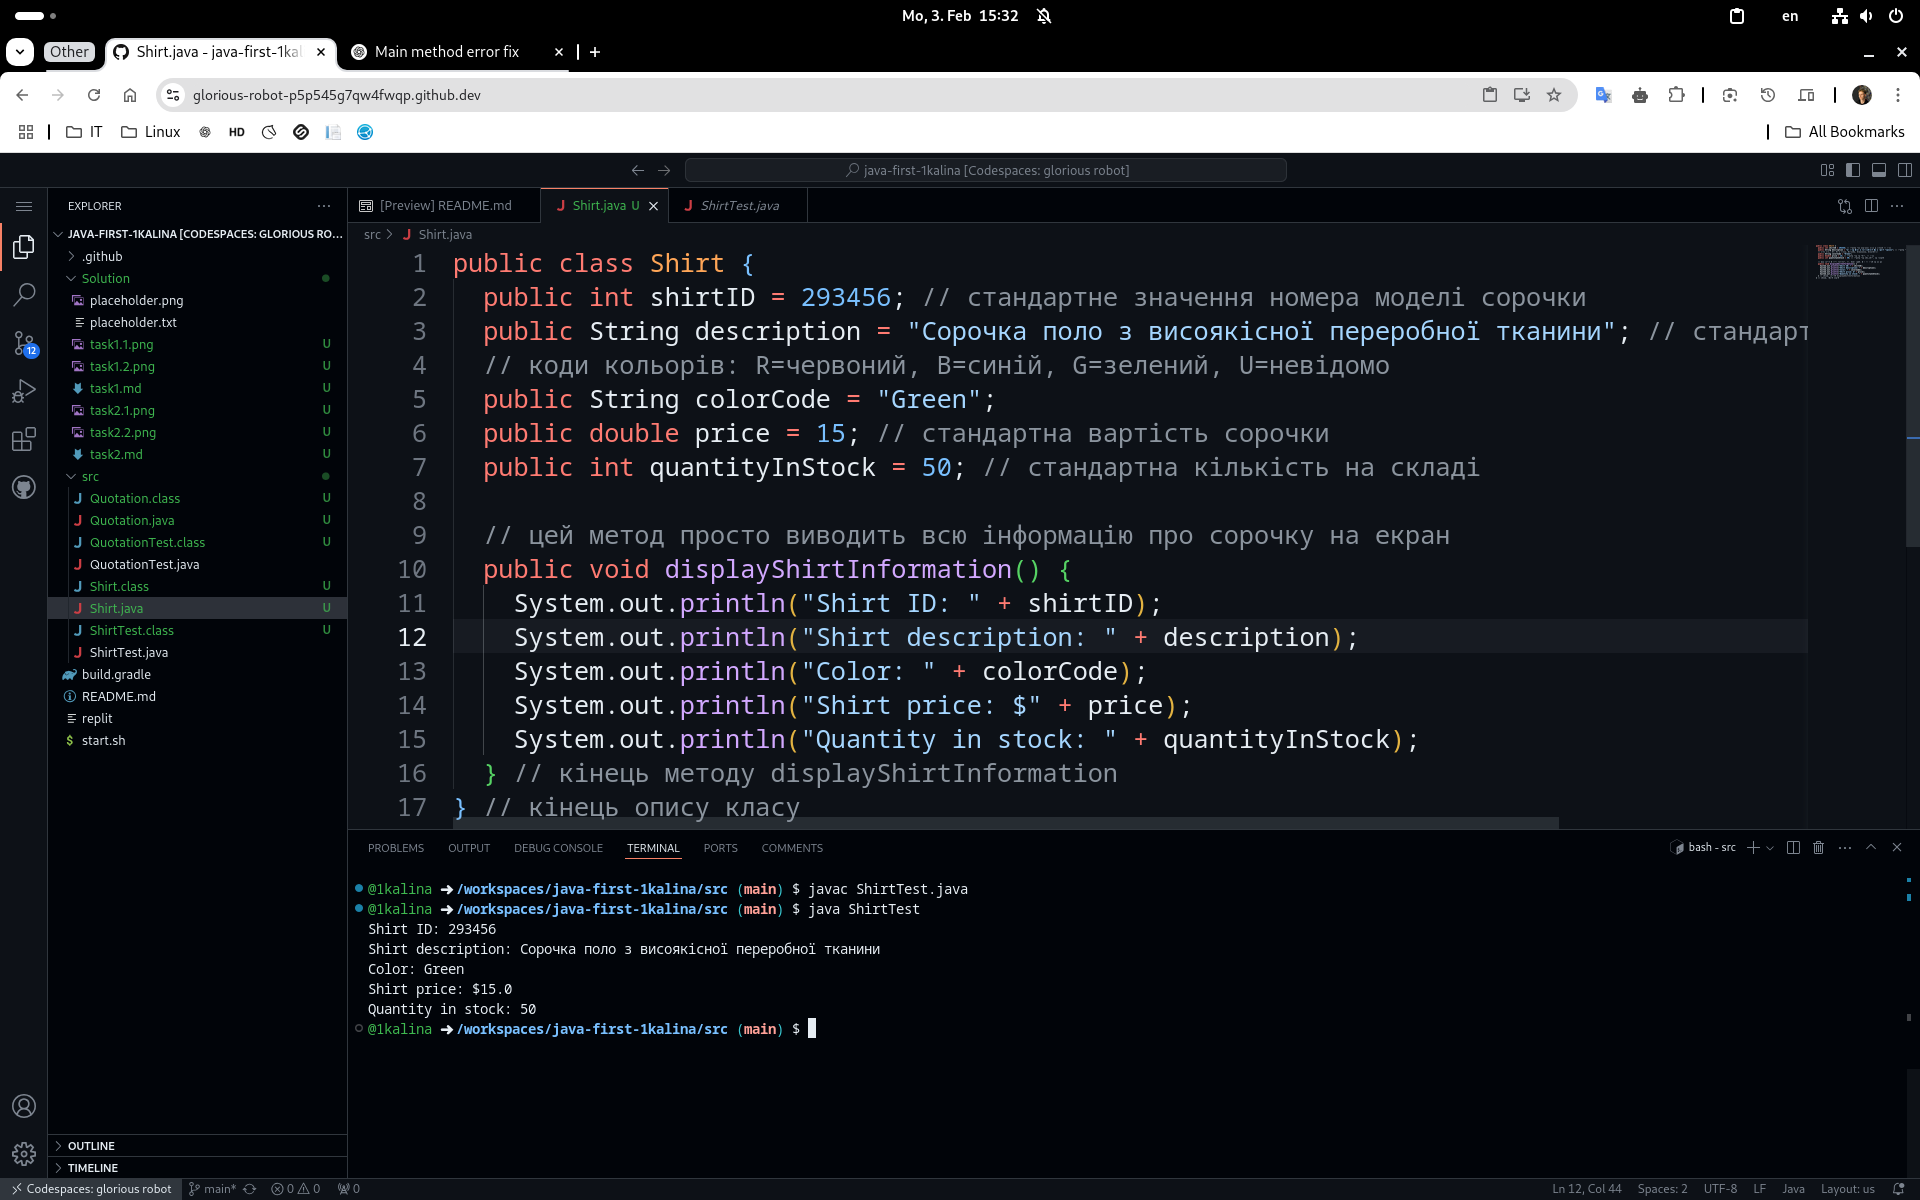 Mo, 3. Feb 15:32
en
Other
Shirt.java - java-first-1kal
Main method error fix
glorious-robot-p5p545g7qw4fwqp.github.dev
IT
Linux
HD
All Bookmarks
java-first-1kalina [Codespaces: glorious robot]
EXPLORER
JAVA-FIRST-1KALINA [CODESPACES: GLORIOUS RO...
.github
Solution
placeholder.png
placeholder.txt
task1.1.png U
task1.2.png U
task1.md U
task2.1.png U
task2.2.png U
task2.md U
src
Quotation.class U
Quotation.java U
QuotationTest.class U
QuotationTest.java
Shirt.class U
Shirt.java U
ShirtTest.class U
ShirtTest.java
build.gradle
README.md
replit
$ start.sh
OUTLINE
TIMELINE
12
[Preview] README.md
Shirt.java U
ShirtTest.java
src > Shirt.java
1 public class Shirt {
2 public int shirtID = 293456; // стандартне значення номера моделі сорочки
3 public String description = "Сорочка поло з висоякісної переробної тканини"; // стандарт
4 // коди кольорів: R=червоний, B=синій, G=зелений, U=невідомо
5 public String colorCode = "Green";
6 public double price = 15; // стандартна вартість сорочки
7 public int quantityInStock = 50; // стандартна кількість на складі
8
9 // цей метод просто виводить всю інформацію про сорочку на екран
10 public void displayShirtInformation() {
11 System.out.println("Shirt ID: " + shirtID);
12 System.out.println("Shirt description: " + description);
13 System.out.println("Color: " + colorCode);
14 System.out.println("Shirt price: $" + price);
15 System.out.println("Quantity in stock: " + quantityInStock);
16 } // кінець методу displayShirtInformation
17 } // кінець опису класу
PROBLEMS OUTPUT DEBUG CONSOLE TERMINAL PORTS COMMENTS
bash - src
@1kalina ➜ /workspaces/java-first-1kalina/src (main) $ javac ShirtTest.java
@1kalina ➜ /workspaces/java-first-1kalina/src (main) $ java ShirtTest
Shirt ID: 293456
Shirt description: Сорочка поло з висоякісної переробної тканини
Color: Green
Shirt price: $15.0
Quantity in stock: 50
@1kalina ➜ /workspaces/java-first-1kalina/src (main) $
Codespaces: glorious robot
main*
0 0
0
Ln 12, Col 44
Spaces: 2
UTF-8
LF
Java
Layout: us